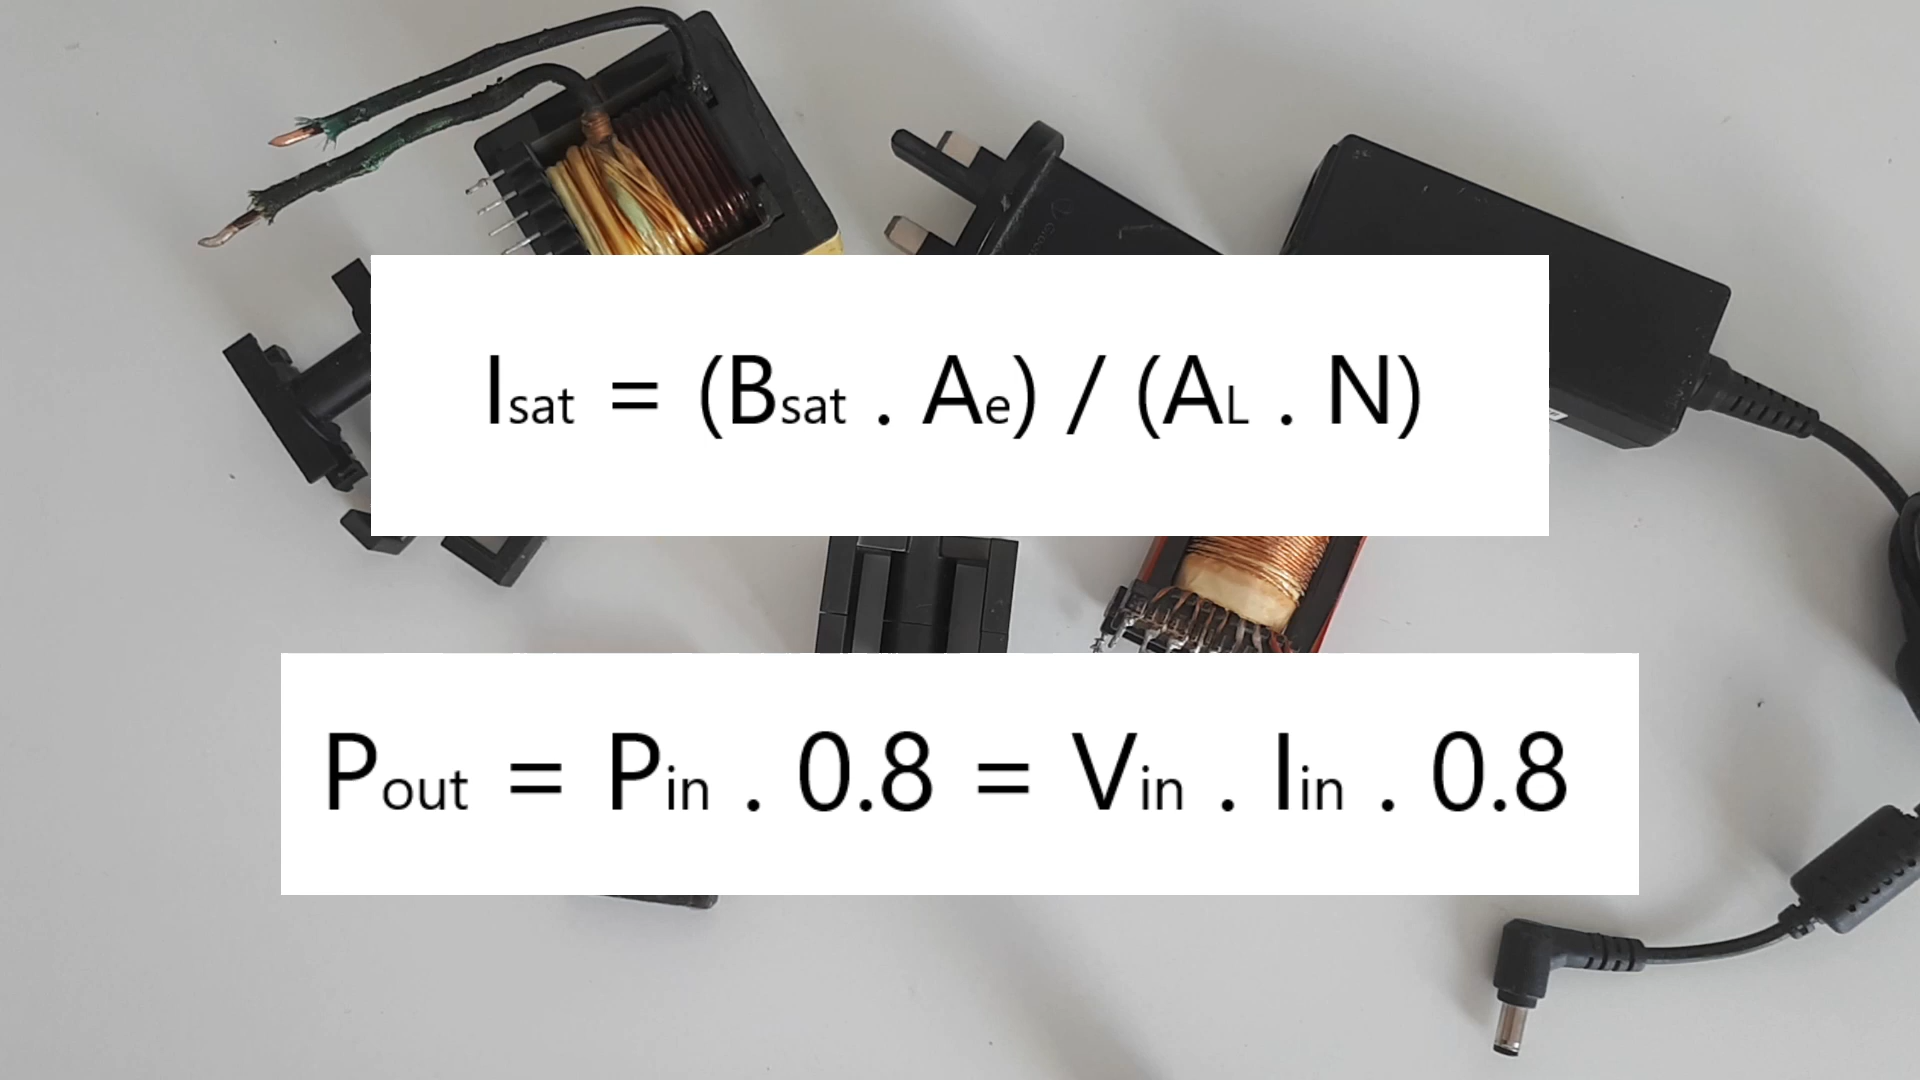 Isat = (Bsat . Ae) / (AL . N)
Pout = Pin . 0.8 = Vin . Iin . 0.8